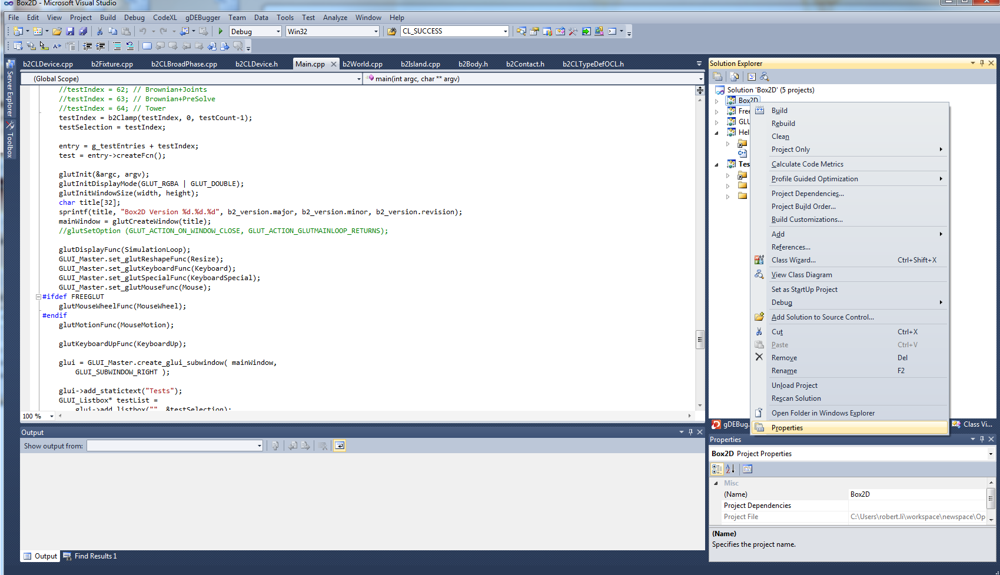 Box2D - Microsoft Visual Studio
File Edit View Project Build Debug CodeXL gDEBugger Team Data Tools Test Analyze Window Help
Debug Win32 CL_SUCCESS
b2CLDevice.cpp b2Fixture.cpp b2CLBroadPhase.cpp b2CLDevice.h Main.cpp b2World.cpp b2Island.cpp b2Body.h b2Contact.h b2CLTypeDefOCL.h
Server Explorer
Toolbox
(Global Scope) main(int argc, char ** argv)
//testIndex = 62; // Brownian+Joints
//testIndex = 63; // Brownian+PreSolve
//testIndex = 64; // Tower
testIndex = b2Clamp(testIndex, 0, testCount-1);
testSelection = testIndex;
entry = g_testEntries + testIndex;
test = entry->createFcn();
glutInit(&argc, argv);
glutInitDisplayMode(GLUT_RGBA | GLUT_DOUBLE);
glutInitWindowSize(width, height);
char title[32];
sprintf(title, "Box2D Version %d.%d.%d", b2_version.major, b2_version.minor, b2_version.revision);
mainWindow = glutCreateWindow(title);
//glutSetOption (GLUT_ACTION_ON_WINDOW_CLOSE, GLUT_ACTION_GLUTMAINLOOP_RETURNS);
glutDisplayFunc(SimulationLoop);
GLUI_Master.set_glutReshapeFunc(Resize);
GLUI_Master.set_glutKeyboardFunc(Keyboard);
GLUI_Master.set_glutSpecialFunc(KeyboardSpecial);
GLUI_Master.set_glutMouseFunc(Mouse);
#ifdef FREEGLUT
glutMouseWheelFunc(MouseWheel);
#endif
glutMotionFunc(MouseMotion);
glutKeyboardUpFunc(KeyboardUp);
glui = GLUI_Master.create_glui_subwindow( mainWindow,
GLUI_SUBWINDOW_RIGHT );
glui->add_statictext("Tests");
GLUI_Listbox* testList =
glui->add_listbox("", &testSelection);
100 %
Output
Show output from:
Output Find Results 1
Solution Explorer
Solution 'Box2D' (5 projects)
Box2D
Free
GLU
Hel
Tes
Build
Rebuild
Clean
Project Only
Calculate Code Metrics
Profile Guided Optimization
Project Dependencies...
Project Build Order...
Build Customizations...
Add
References...
Class Wizard... Ctrl+Shift+X
View Class Diagram
Set as StartUp Project
Debug
Add Solution to Source Control...
Cut Ctrl+X
Paste Ctrl+V
Remove Del
Rename F2
Unload Project
Rescan Solution
Open Folder in Windows Explorer
Properties
gDEBug. Class Vi...
Properties
Box2D Project Properties
Misc
(Name) Box2D
Project Dependencies
Project File C:\Users\robert.li\workspace\newspace\Op
(Name)
Specifies the project name.